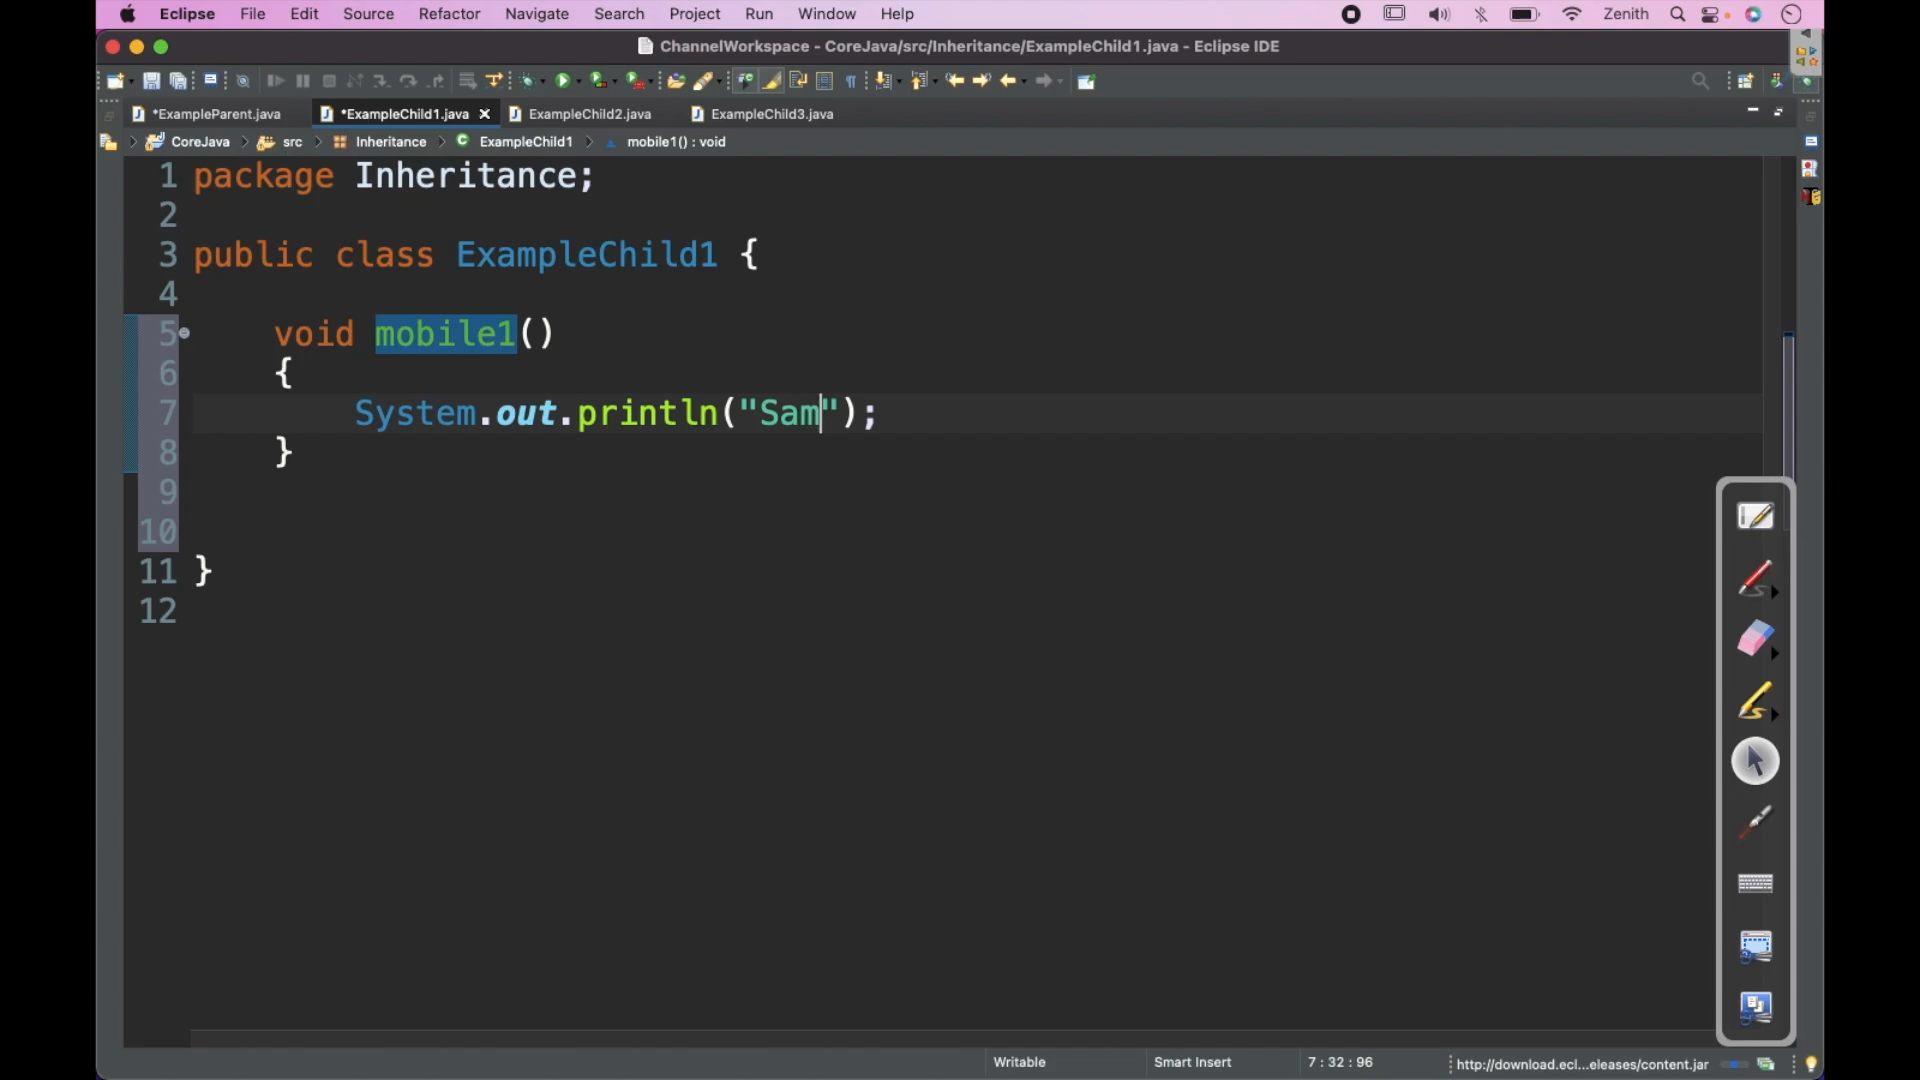 Eclipse File Edit Source Refactor Navigate Search Project Run Window Help Zenith
ChannelWorkspace - CoreJava/src/Inheritance/ExampleChild1.java - Eclipse IDE
*ExampleParent.java *ExampleChild1.java ExampleChild2.java ExampleChild3.java
CoreJava src Inheritance ExampleChild1 mobile1() : void
1 package Inheritance;
2
3 public class ExampleChild1 {
4
5 void mobile1()
6 {
7 System.out.println("Sam");
8 }
9
10
11 }
12
Writable Smart Insert 7 : 32 : 96 http://download.ecl...eleases/content.jar